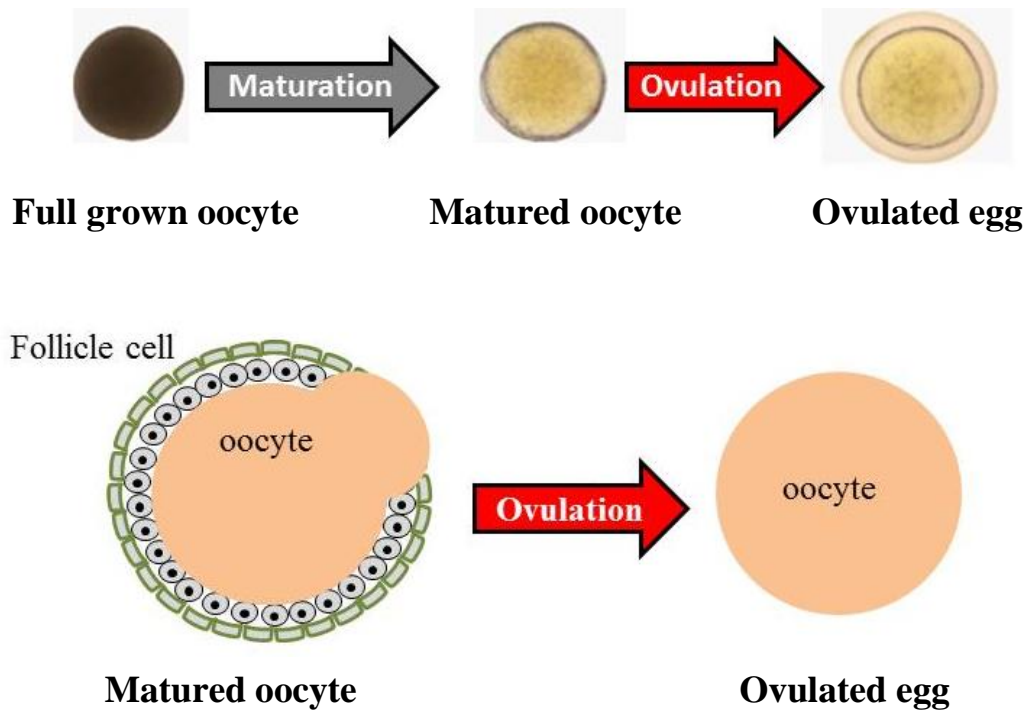 Maturation
Ovulation
Full grown oocyte
Matured oocyte
Ovulated egg
Follicle cell
oocyte
Ovulation
oocyte
Matured oocyte
Ovulated egg